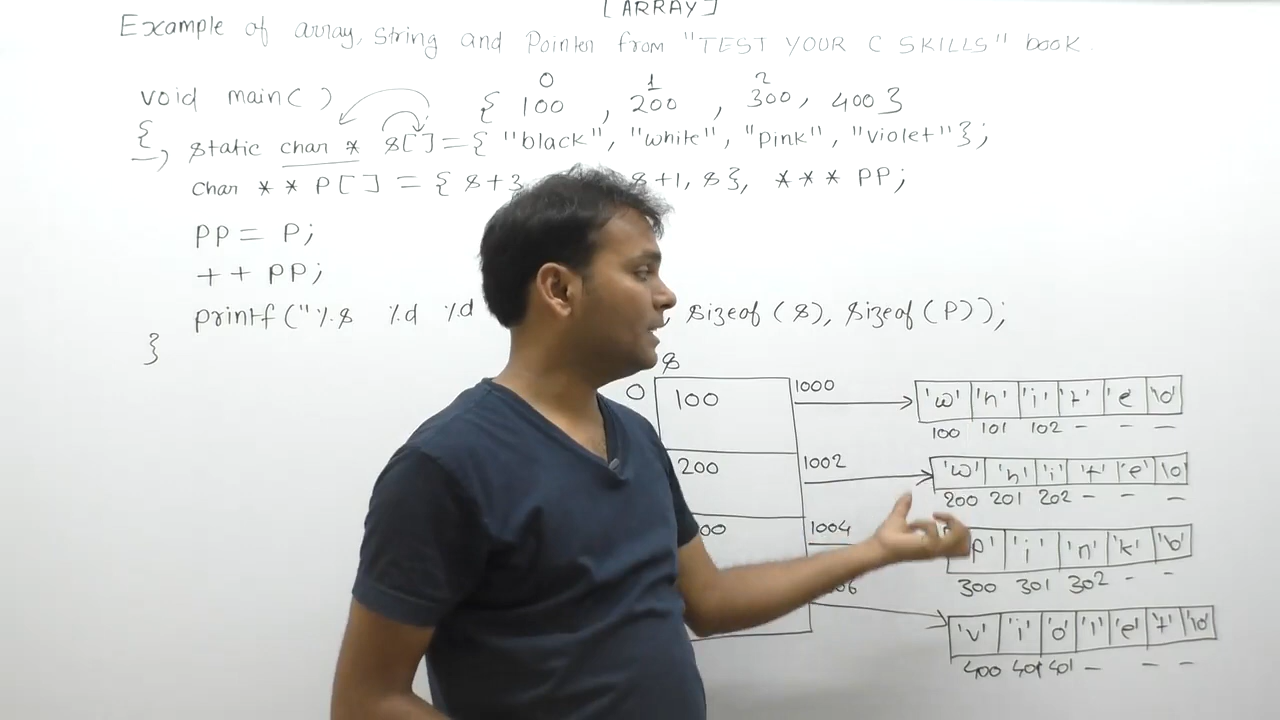 [ARRAY]
Example of array, string and Pointer from "TEST YOUR C SKILLS" book.
0 1 2
void main( ) { 100 , 200 , 300, 400 }
{
static char * s[ ] = { "black", "white", "pink", "violet" };
char * * P[ ] = { s+3 s+1, s}, * * * PP;
PP = P;
++ PP;
printf ("%s %d %d , sizeof (s), sizeof (P));
}
s
0 100 1000 'w' 'h' 'i' 't' 'e' '\0'
100 101 102 - - -
200 1002 'w' 'h' 'i' 't' 'e' \0
200 201 202 - - -
00 1004 p' 'i' 'n' 'k' '\0'
300 301 302 - -
06 'v' 'i' 'o' 'l' 'e' 't' '\0'
400 401 401 - - -